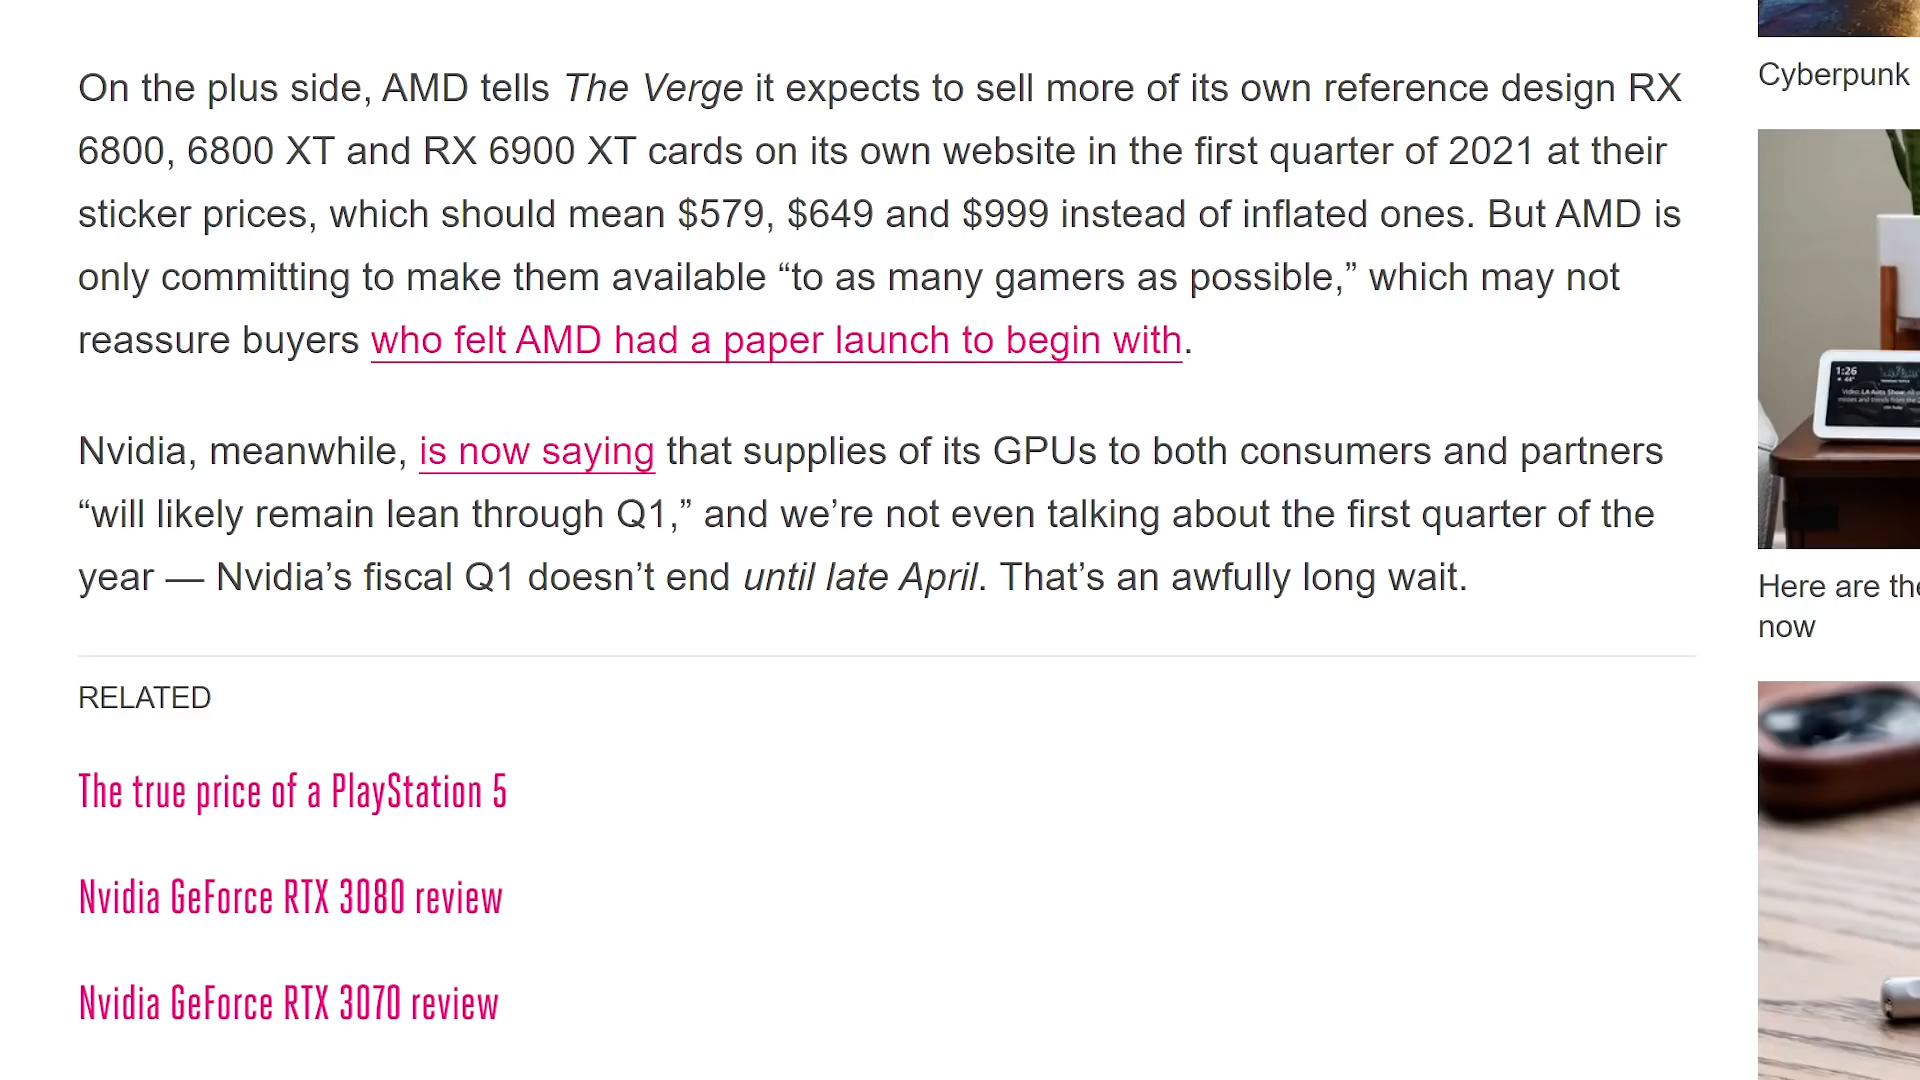 On the plus side, AMD tells The Verge it expects to sell more of its own reference design RX
6800, 6800 XT and RX 6900 XT cards on its own website in the first quarter of 2021 at their
sticker prices, which should mean $579, $649 and $999 instead of inflated ones. But AMD is
only committing to make them available “to as many gamers as possible,” which may not
reassure buyers who felt AMD had a paper launch to begin with.
Nvidia, meanwhile, is now saying that supplies of its GPUs to both consumers and partners
“will likely remain lean through Q1,” and we’re not even talking about the first quarter of the
year — Nvidia’s fiscal Q1 doesn’t end until late April. That’s an awfully long wait.
RELATED
The true price of a PlayStation 5
Nvidia GeForce RTX 3080 review
Nvidia GeForce RTX 3070 review
Cyberpunk
1:26
Here are the
now